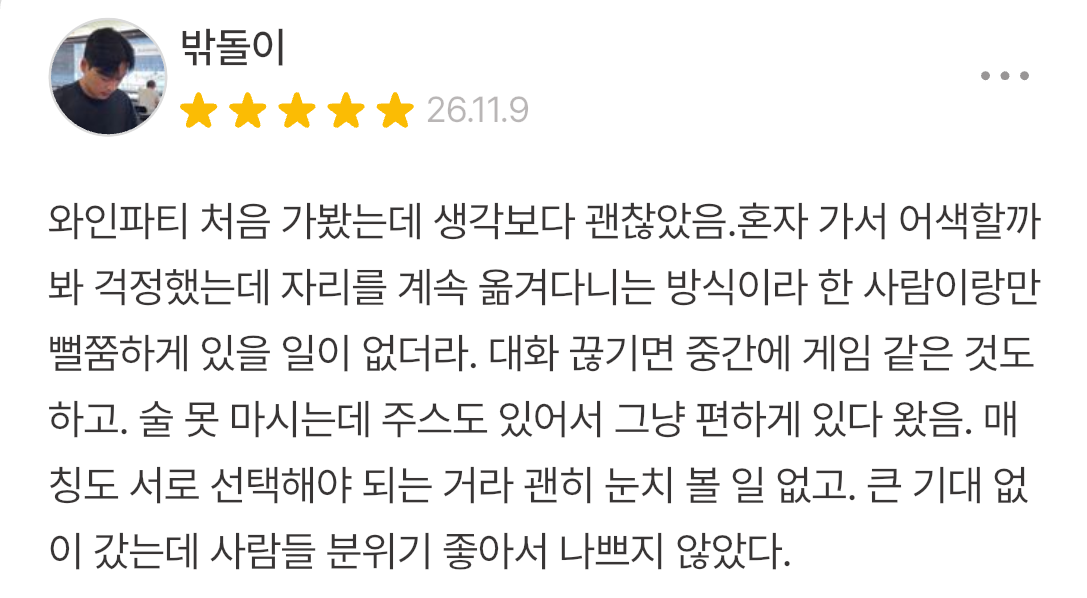 밖돌이
26.11.9
와인파티 처음 가봤는데 생각보다 괜찮았음.혼자 가서 어색할까
봐 걱정했는데 자리를 계속 옮겨다니는 방식이라 한 사람이랑만
뻘쭘하게 있을 일이 없더라. 대화 끊기면 중간에 게임 같은 것도
하고. 술 못 마시는데 주스도 있어서 그냥 편하게 있다 왔음. 매
칭도 서로 선택해야 되는 거라 괜히 눈치 볼 일 없고. 큰 기대 없
이 갔는데 사람들 분위기 좋아서 나쁘지 않았다.